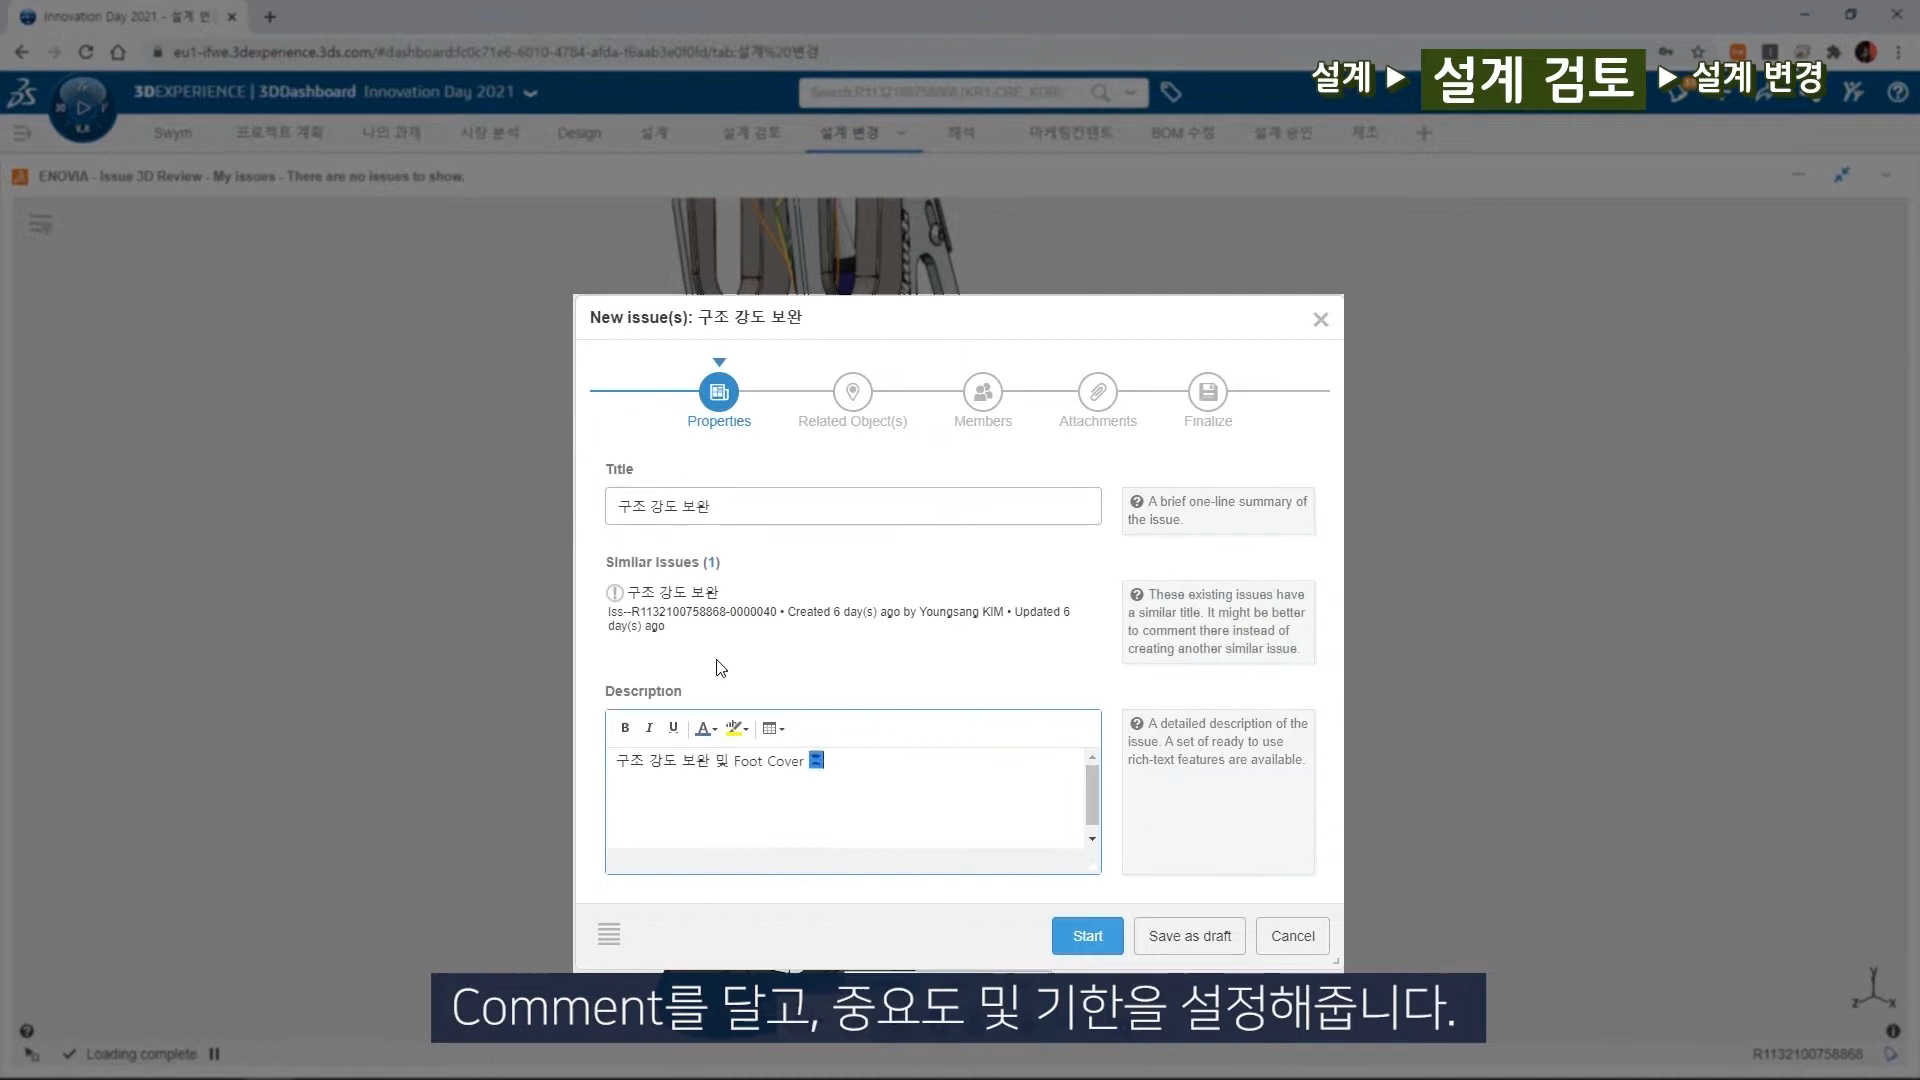 Innovation Day 2021 - 설계 변
eu1-ifwe.3dexperience.3ds.com/#dashboard:fc0c71e6-6010-4784-afda-f6aab3e0f0fd/tab:설계%20변경
설계 ▶ 설계 검토 ▶ 설계 변경
3DEXPERIENCE | 3DDashboard Innovation Day 2021
Search R1132100758868
Swym 프로젝트 계획 나의 과제 시장 분석 Design 설계 설계 검토 설계 변경 해석 마케팅컨텐트 BOM 수정 설계 승인 제조
ENOVIA - Issue 3D Review - My issues - There are no issues to show.
New issue(s): 구조 강도 보완
Properties Related Object(s) Members Attachments Finalize
Title
구조 강도 보완
A brief one-line summary of
the issue.
Similar issues (1)
구조 강도 보완
Iss--R1132100758868-0000040 • Created 6 day(s) ago by Youngsang KIM • Updated 6
day(s) ago
These existing issues have
a similar title. It might be better
to comment there instead of
creating another similar issue.
Description
B I U A
구조 강도 보완 및 Foot Cover
A detailed description of the
issue. A set of ready to use
rich-text features are available.
Start Save as draft Cancel
Comment를 달고, 중요도 및 기한을 설정해줍니다.
Loading complete
R1132100758868